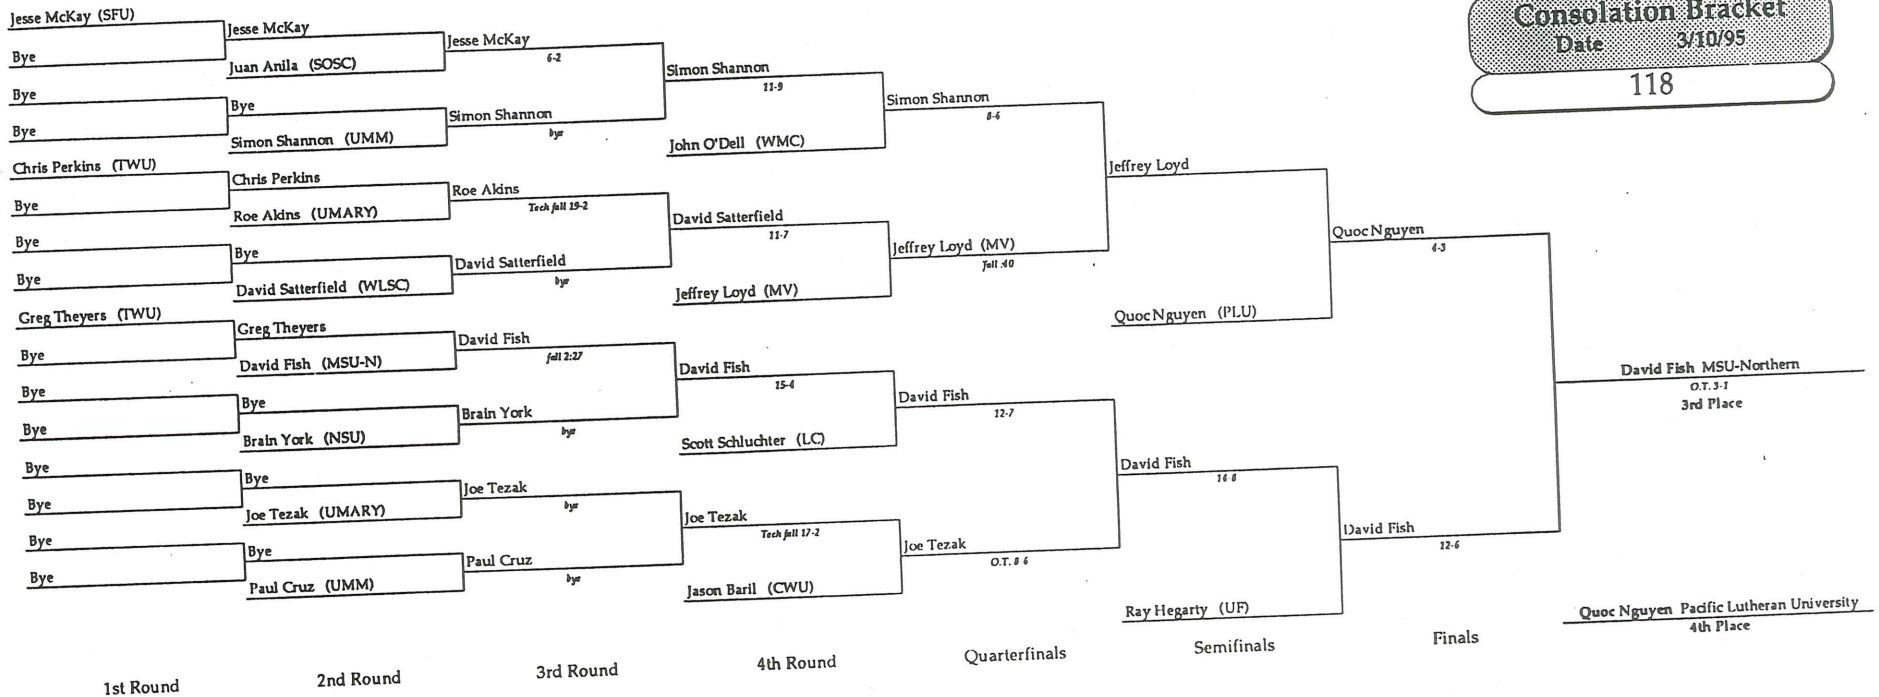 Consolation Bracket
Date 3/10/95
118
Jesse McKay (SFU)
Bye
Bye
Bye
Chris Perkins (TWU)
Bye
Bye
Bye
Greg Theyers (TWU)
Bye
Bye
Bye
Bye
Bye
Bye
Bye
1st Round
Jesse McKay
Juan Anila (SOSC)
Bye
Simon Shannon (UMM)
Chris Perkins
Roe Akins (UMARY)
Bye
David Satterfield (WLSC)
Greg Theyers
David Fish (MSU-N)
Bye
Brain York (NSU)
Bye
Joe Tezak (UMARY)
Bye
Paul Cruz (UMM)
2nd Round
Jesse McKay
6-2
Simon Shannon
bye
Roe Akins
Tech fall 19-2
David Satterfield
bye
David Fish
fall 2:27
Brain York
bye
Joe Tezak
bye
Paul Cruz
bye
3rd Round
Simon Shannon
11-9
John O'Dell (WMC)
David Satterfield
11-7
Jeffrey Loyd (MV)
David Fish
15-4
Scott Schluchter (LC)
Joe Tezak
Tech fall 17-2
Jason Baril (CWU)
4th Round
Simon Shannon
8-6
Jeffrey Loyd (MV)
fall :40
David Fish
12-7
Joe Tezak
O.T. 8 6
Quarterfinals
Jeffrey Loyd
Quoc Nguyen (PLU)
David Fish
14-8
Ray Hegarty (UF)
Semifinals
Quoc Nguyen
4-3
David Fish
12-6
Finals
David Fish MSU-Northern
O.T. 3-1
3rd Place
Quoc Nguyen Pacific Lutheran University
4th Place